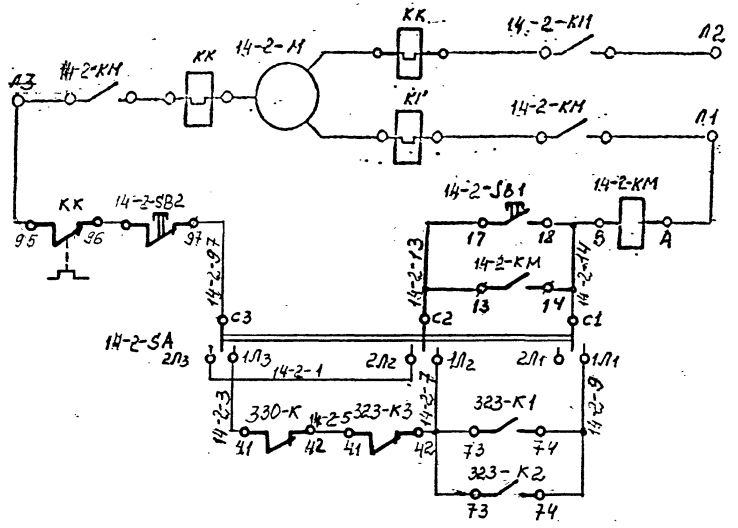 КК
14-2-КМ
Л2
14-2-М
14-2-КМ
КК
Л3
14-2-КМ
Л1
КК
14-2-SB2
14-2-SB1
14-2-КМ
95
96
97
17
18
В
А
14-2-97
14-2-13
14-2-КМ
14-2-14
13
14
С3
С2
С1
14-2-SA
2Л3
1Л3
2Л2
1Л2
2Л1
1Л1
14-2-1
14-2-3
14-2-7
14-2-9
330-К
14-2-5
323-К3
323-К1
41
42
41
42
73
74
323-К2
73
74